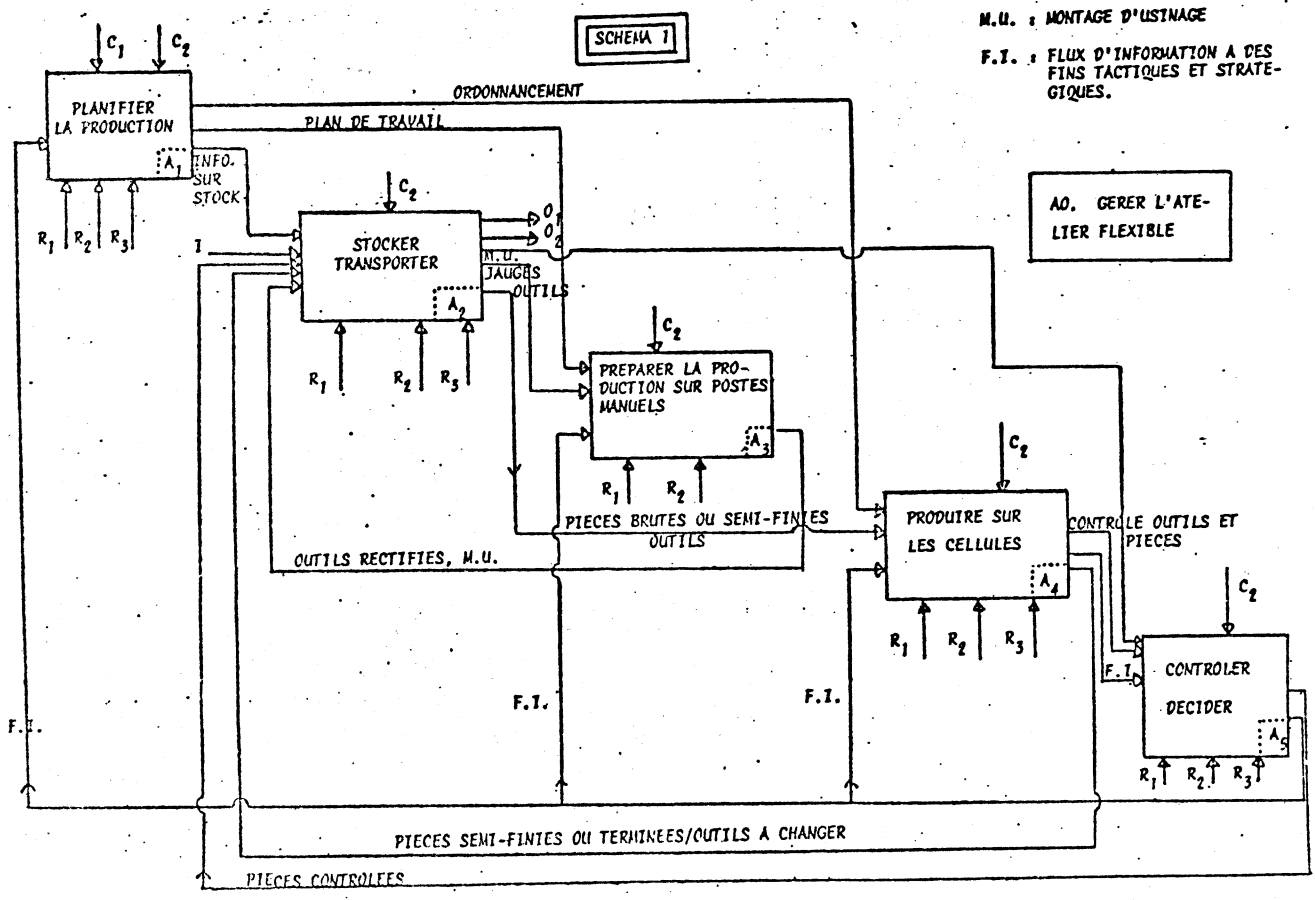 SCHEMA 1
M.U. : MONTAGE D'USINAGE
F.I. : FLUX D'INFORMATION A DES
FINS TACTIQUES ET STRATE-
GIQUES.
A0. GERER L'ATE-
LIER FLEXIBLE
C1 C2
PLANIFIER
LA PRODUCTION
A1
R1 R2 R3
ORDONNANCEMENT
PLAN DE TRAVAIL
INFO.
SUR
STOCK
C2
I
STOCKER
TRANSPORTER
A2
O1
O2
M.U.
JAUGES
OUTILS
R1 R2 R3
C2
PREPARER LA PRO-
DUCTION SUR POSTES
MANUELS
A3
R1 R2
PIECES BRUTES OU SEMI-FINIES
OUTILS
OUTILS RECTIFIES, M.U.
C2
PRODUIRE SUR
LES CELLULES
A4
R1 R2 R3
CONTROLE OUTILS ET
PIECES
C2
F.I.
CONTROLER
DECIDER
A5
R1 R2 R3
F.I.
F.I.
F.I.
PIECES SEMI-FINIES OU TERMINEES/OUTILS A CHANGER
PIECES CONTROLEES